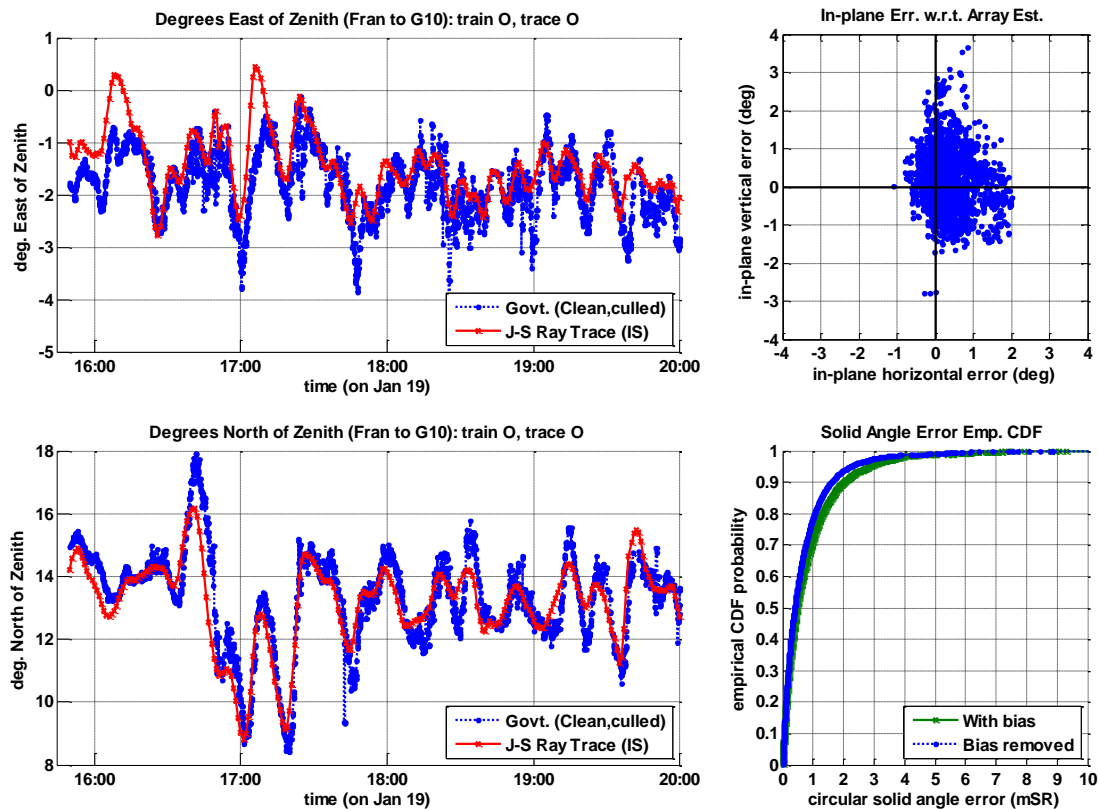 Degrees East of Zenith (Fran to G10): train O, trace O
deg. East of Zenith
1
0
-1
-2
-3
-4
-5
16:00 17:00 18:00 19:00 20:00
time (on Jan 19)
Govt. (Clean,culled)
J-S Ray Trace (IS)
In-plane Err. w.r.t. Array Est.
in-plane vertical error (deg)
4
3
2
1
0
-1
-2
-3
-4
-4 -3 -2 -1 0 1 2 3 4
in-plane horizontal error (deg)
Degrees North of Zenith (Fran to G10): train O, trace O
deg. North of Zenith
18
16
14
12
10
8
16:00 17:00 18:00 19:00 20:00
time (on Jan 19)
Govt. (Clean,culled)
J-S Ray Trace (IS)
Solid Angle Error Emp. CDF
empirical CDF probability
1
0.9
0.8
0.7
0.6
0.5
0.4
0.3
0.2
0.1
0
0 1 2 3 4 5 6 7 8 9 10
circular solid angle error (mSR)
With bias
Bias removed